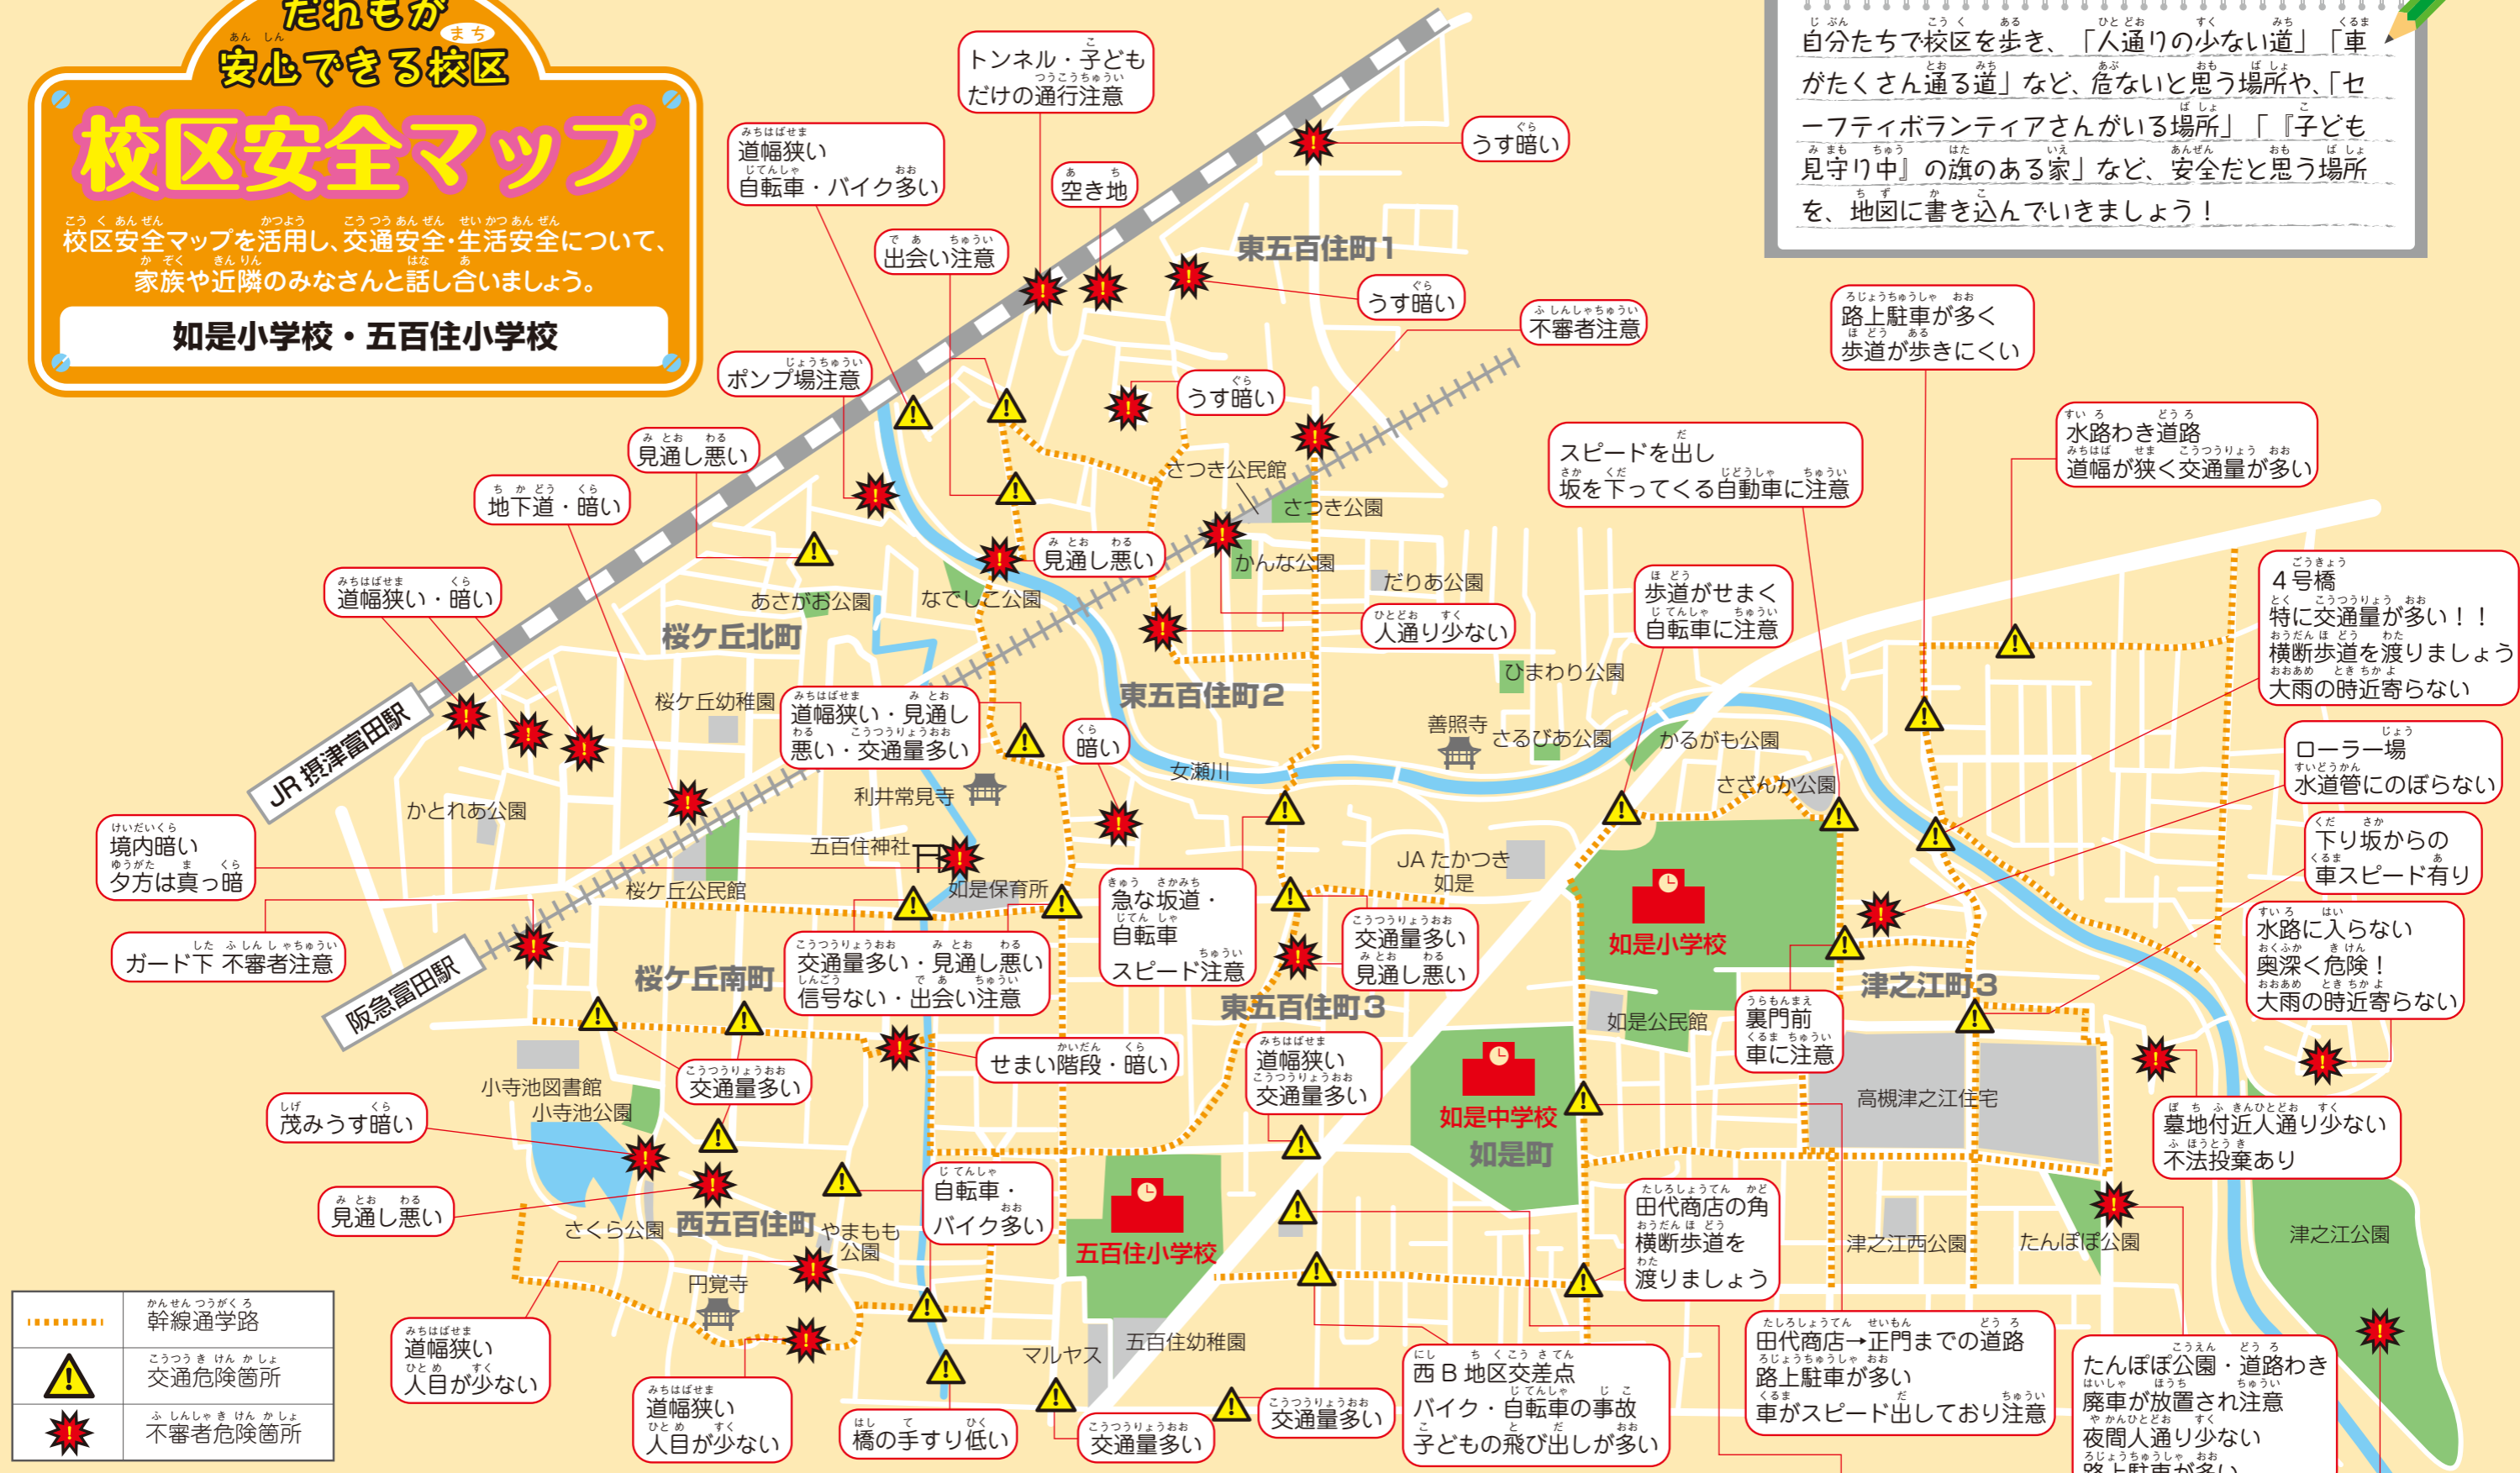 だれもが
安心できる校区
校区安全マップ
校区安全マップを活用し、交通安全・生活安全について、
家族や近隣のみなさんと話し合いましょう。
如是小学校・五百住小学校
自分たちで校区を歩き、「人通りの少ない道」「車
がたくさん通る道」など、危ないと思う場所や、「セ
ーフティボランティアさんがいる場所」「『子ども
見守り中』の旗のある家」など、安全だと思う場所
を、地図に書き込んでいきましょう！
トンネル・子ども
だけの通行注意
道幅狭い
自転車・バイク多い
空き地
うす暗い
出会い注意
東五百住町1
うす暗い
不審者注意
路上駐車が多く
歩道が歩きにくい
ポンプ場注意
うす暗い
見通し悪い
さつき公民館
さつき公園
スピードを出し
坂を下ってくる自動車に注意
水路わき道路
道幅が狭く交通量が多い
地下道・暗い
見通し悪い
かんな公園
だりあ公園
道幅狭い・暗い
あさがお公園
なでしこ公園
桜ケ丘北町
人通り少ない
歩道がせまく
自転車に注意
4号橋
特に交通量が多い！！
横断歩道を渡りましょう
大雨の時近寄らない
ひまわり公園
東五百住町2
桜ケ丘幼稚園
道幅狭い・見通し
悪い・交通量多い
暗い
善照寺
さるびあ公園
かるがも公園
ローラー場
水道管にのぼらない
JR 摂津富田駅
女瀬川
さざんか公園
利井常見寺
かとれあ公園
境内暗い
夕方は真っ暗
五百住神社
JA たかつき
如是
下り坂からの
車スピード有り
桜ケ丘公民館
如是保育所
急な坂道・
自転車
スピード注意
交通量多い
見通し悪い
如是小学校
水路に入らない
奥深く危険！
大雨の時近寄らない
ガード下 不審者注意
交通量多い・見通し悪い
信号ない・出会い注意
桜ケ丘南町
阪急富田駅
東五百住町3
津之江町3
如是公民館
裏門前
車に注意
せまい階段・暗い
道幅狭い
交通量多い
交通量多い
小寺池図書館
小寺池公園
茂みうす暗い
如是中学校
如是町
高槻津之江住宅
墓地付近人通り少ない
不法投棄あり
見通し悪い
さくら公園
西五百住町
やまもも
公園
自転車・
バイク多い
五百住小学校
田代商店の角
横断歩道を
渡りましょう
津之江西公園
たんぽぽ公園
津之江公園
円覚寺
幹線通学路
交通危険箇所
不審者危険箇所
道幅狭い
人目が少ない
道幅狭い
人目が少ない
橋の手すり低い
マルヤス
五百住幼稚園
交通量多い
交通量多い
西B地区交差点
バイク・自転車の事故
子どもの飛び出しが多い
田代商店→正門までの道路
路上駐車が多い
車がスピード出しており注意
たんぽぽ公園・道路わき
廃車が放置され注意
夜間人通り少ない
路上駐車が多い